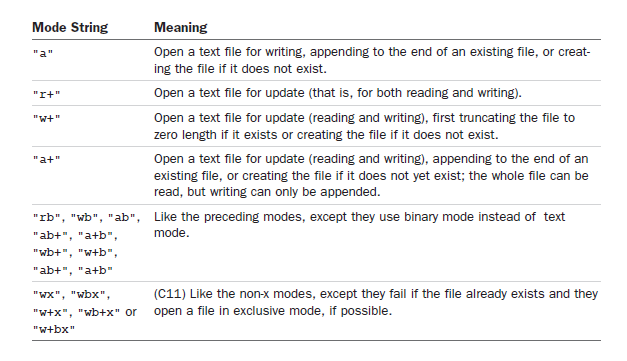 Mode String Meaning
"a" Open a text file for writing, appending to the end of an existing file, or creat-
ing the file if it does not exist.
"r+" Open a text file for update (that is, for both reading and writing).
"w+" Open a text file for update (reading and writing), first truncating the file to
zero length if it exists or creating the file if it does not exist.
"a+" Open a text file for update (reading and writing), appending to the end of an
existing file, or creating the file if it does not yet exist; the whole file can be
read, but writing can only be appended.
"rb", "wb", "ab", Like the preceding modes, except they use binary mode instead of text
"ab+", "a+b", mode.
"wb+", "w+b",
"ab+", "a+b"
"wx", "wbx", (C11) Like the non-x modes, except they fail if the file already exists and they
"w+x", "wb+x" or open a file in exclusive mode, if possible.
"w+bx"